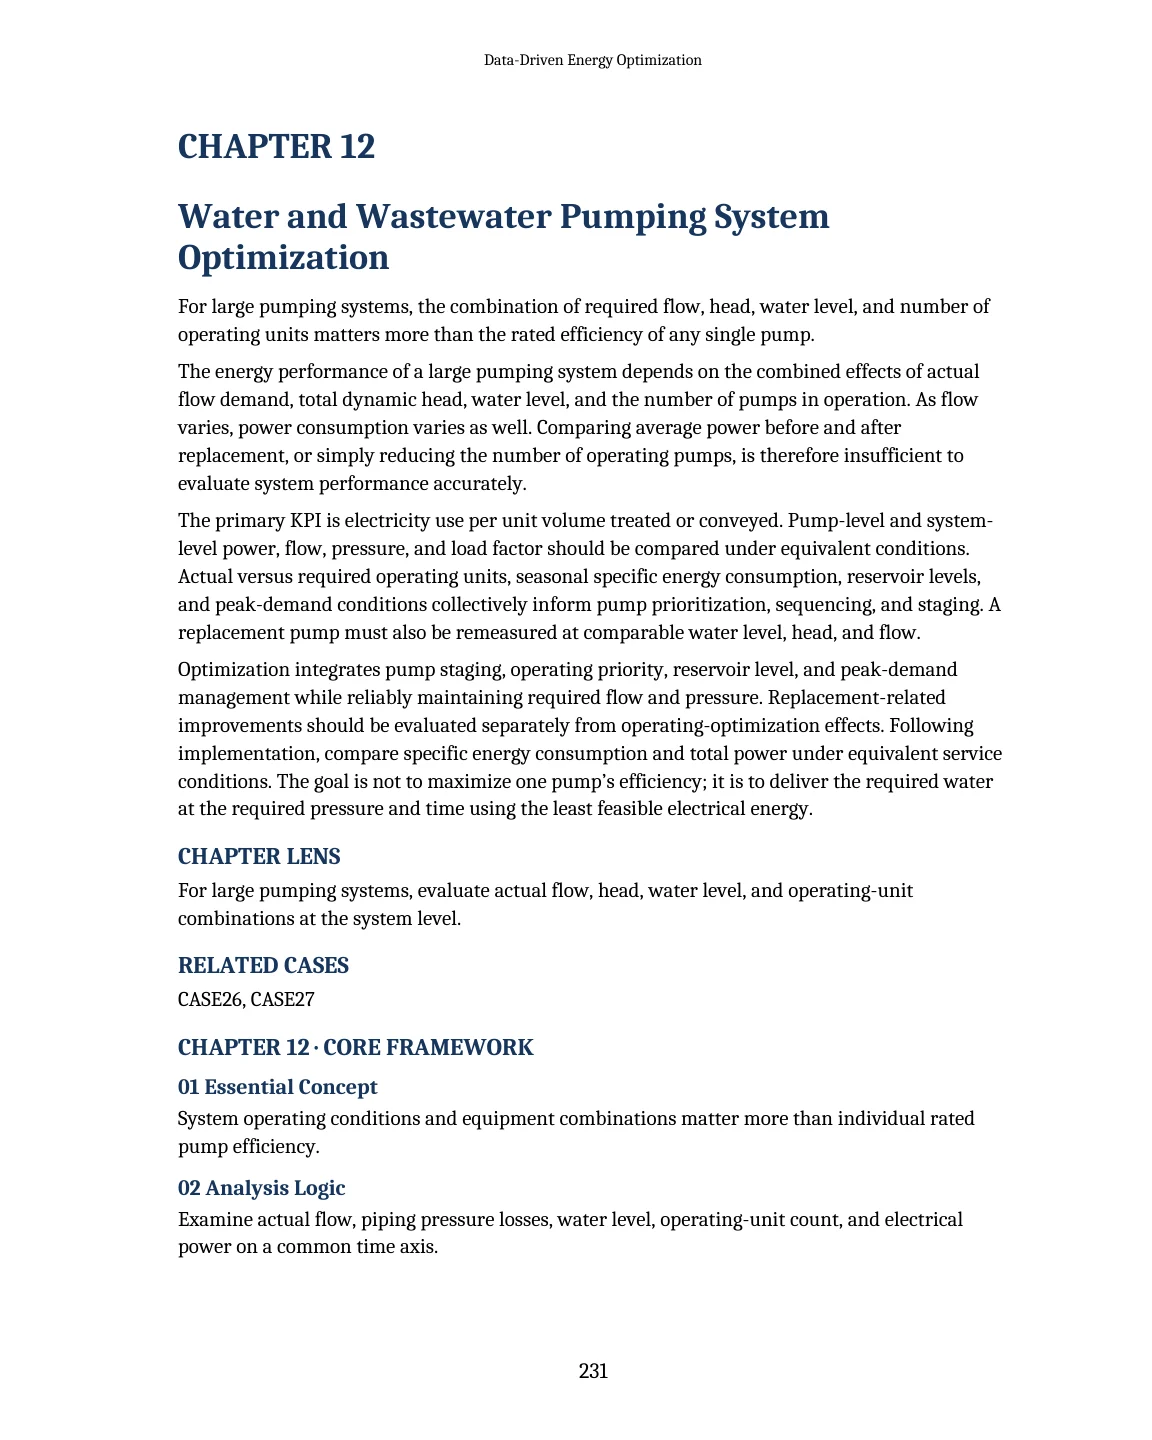 Data-Driven Energy Optimization
CHAPTER 12
Water and Wastewater Pumping System
Optimization
For large pumping systems, the combination of required flow, head, water level, and number of
operating units matters more than the rated efficiency of any single pump.
The energy performance of a large pumping system depends on the combined effects of actual
flow demand, total dynamic head, water level, and the number of pumps in operation. As flow
varies, power consumption varies as well. Comparing average power before and after
replacement, or simply reducing the number of operating pumps, is therefore insufficient to
evaluate system performance accurately.
The primary KPI is electricity use per unit volume treated or conveyed. Pump-level and system-
level power, flow, pressure, and load factor should be compared under equivalent conditions.
Actual versus required operating units, seasonal specific energy consumption, reservoir levels,
and peak-demand conditions collectively inform pump prioritization, sequencing, and staging. A
replacement pump must also be remeasured at comparable water level, head, and flow.
Optimization integrates pump staging, operating priority, reservoir level, and peak-demand
management while reliably maintaining required flow and pressure. Replacement-related
improvements should be evaluated separately from operating-optimization effects. Following
implementation, compare specific energy consumption and total power under equivalent service
conditions. The goal is not to maximize one pump’s efficiency; it is to deliver the required water
at the required pressure and time using the least feasible electrical energy.
CHAPTER LENS
For large pumping systems, evaluate actual flow, head, water level, and operating-unit
combinations at the system level.
RELATED CASES
CASE26, CASE27
CHAPTER 12 · CORE FRAMEWORK
01 Essential Concept
System operating conditions and equipment combinations matter more than individual rated
pump efficiency.
02 Analysis Logic
Examine actual flow, piping pressure losses, water level, operating-unit count, and electrical
power on a common time axis.
231